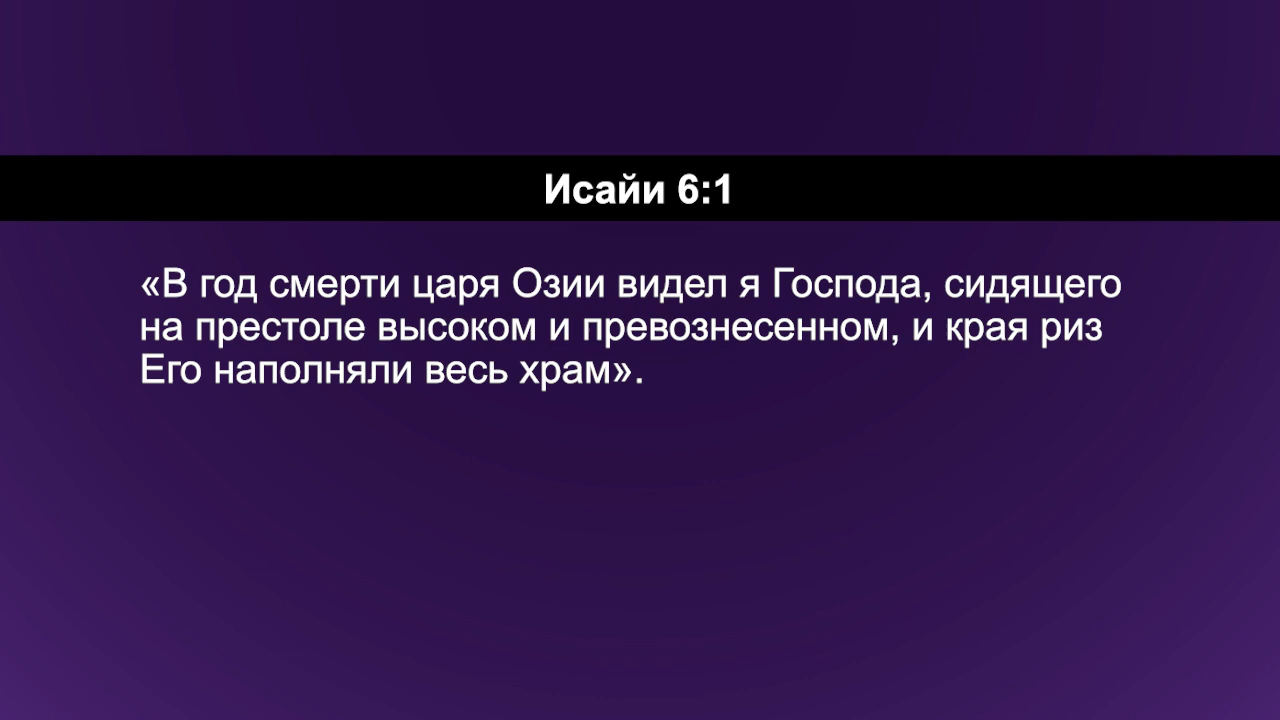 Исайи 6:1
«В год смерти царя Озии видел я Господа, сидящего
на престоле высоком и превознесенном, и края риз
Его наполняли весь храм».